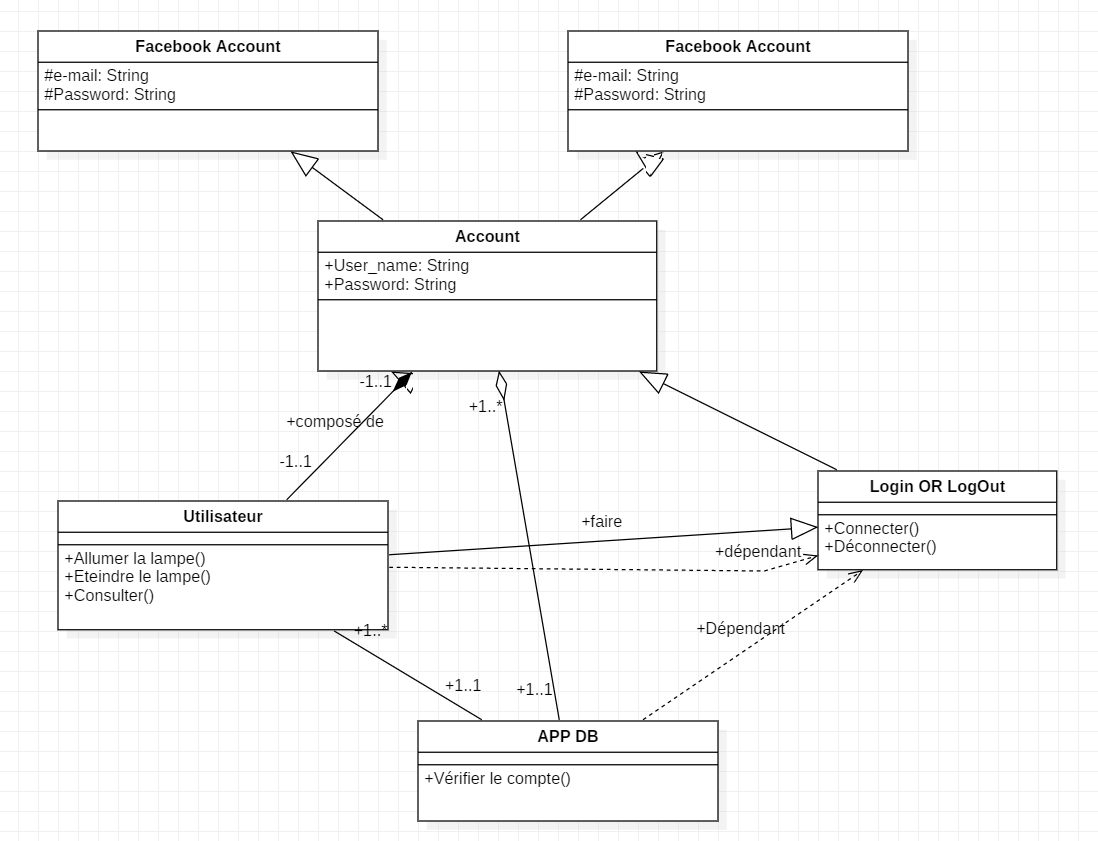 Facebook Account
#e-mail: String
#Password: String
Facebook Account
#e-mail: String
#Password: String
Account
+User_name: String
+Password: String
-1..1
+1..*
+composé de
-1..1
Utilisateur
+Allumer la lampe()
+Eteindre le lampe()
+Consulter()
Login OR LogOut
+Connecter()
+Déconnecter()
+faire
+dépendant
+1..*
+Dépendant
+1..1
+1..1
APP DB
+Vérifier le compte()